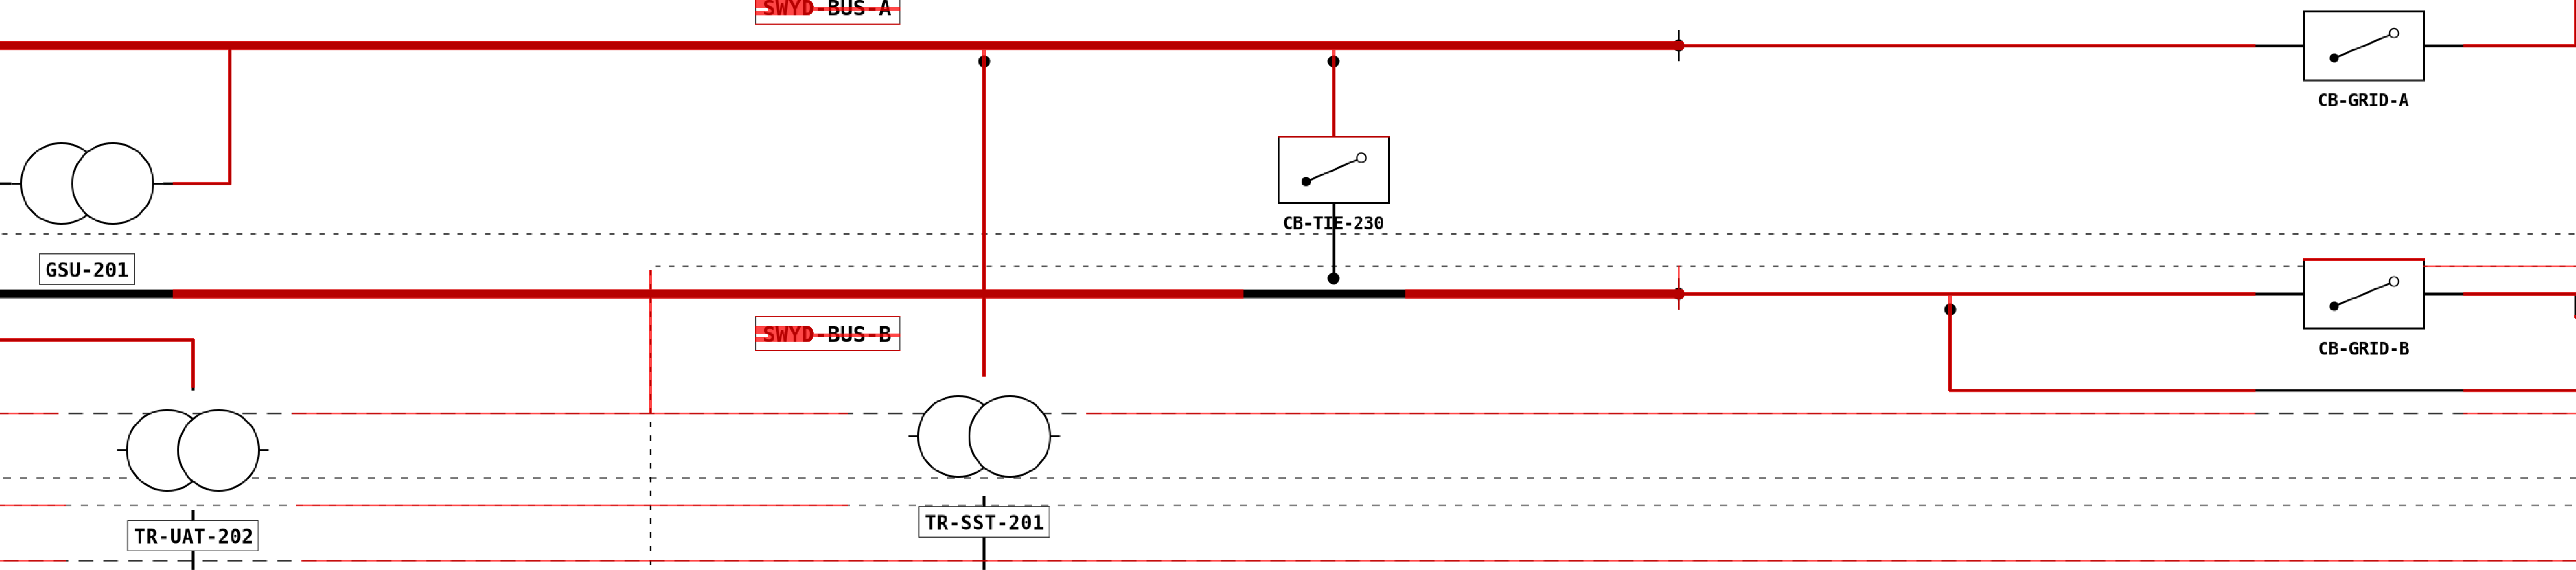 SWYD-BUS-A
CB-GRID-A
CB-TIE-230
GSU-201
SWYD-BUS-B
CB-GRID-B
TR-SST-201
TR-UAT-202